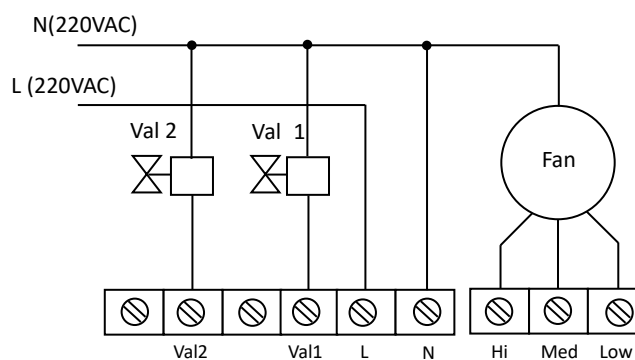 N(220VAC)
L (220VAC)
Val 2
Val 1
Fan
Val2 Val1 L N Hi Med Low